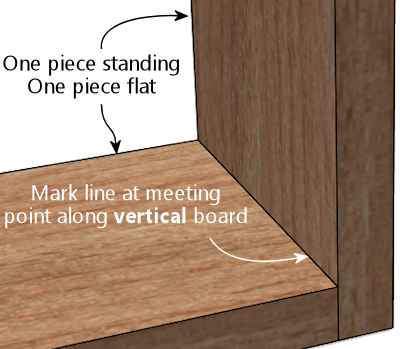 One piece standing
One piece flat
Mark line at meeting
point along vertical board